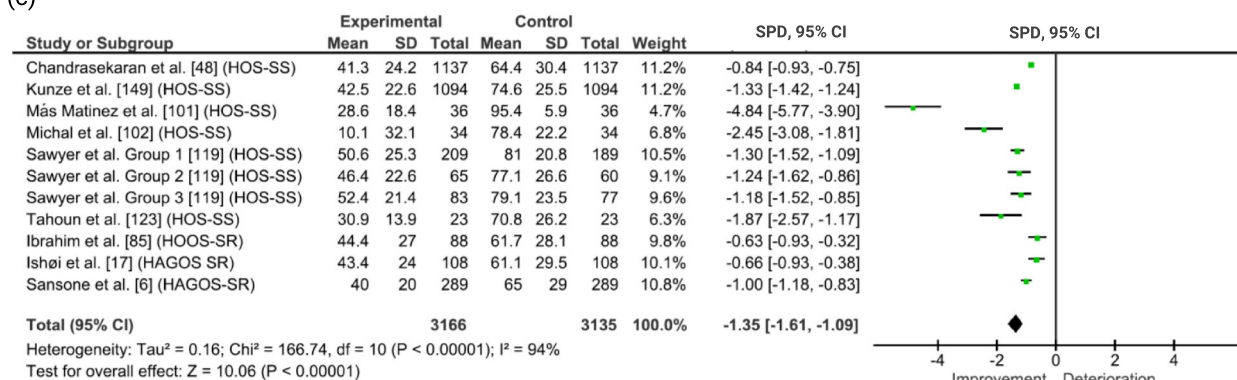 (c)
Experimental Control
Study or Subgroup Mean SD Total Mean SD Total Weight SPD, 95% CI SPD, 95% CI
Chandrasekaran et al. [48] (HOS-SS) 41.3 24.2 1137 64.4 30.4 1137 11.2% -0.84 [-0.93, -0.75]
Kunze et al. [149] (HOS-SS) 42.5 22.6 1094 74.6 25.5 1094 11.2% -1.33 [-1.42, -1.24]
Más Matinez et al. [101] (HOS-SS) 28.6 18.4 36 95.4 5.9 36 4.7% -4.84 [-5.77, -3.90]
Michal et al. [102] (HOS-SS) 10.1 32.1 34 78.4 22.2 34 6.8% -2.45 [-3.08, -1.81]
Sawyer et al. Group 1 [119] (HOS-SS) 50.6 25.3 209 81 20.8 189 10.5% -1.30 [-1.52, -1.09]
Sawyer et al. Group 2 [119] (HOS-SS) 46.4 22.6 65 77.1 26.6 60 9.1% -1.24 [-1.62, -0.86]
Sawyer et al. Group 3 [119] (HOS-SS) 52.4 21.4 83 79.1 23.5 77 9.6% -1.18 [-1.52, -0.85]
Tahoun et al. [123] (HOS-SS) 30.9 13.9 23 70.8 26.2 23 6.3% -1.87 [-2.57, -1.17]
Ibrahim et al. [85] (HOOS-SR) 44.4 27 88 61.7 28.1 88 9.8% -0.63 [-0.93, -0.32]
Ishøi et al. [17] (HAGOS SR) 43.4 24 108 61.1 29.5 108 10.1% -0.66 [-0.93, -0.38]
Sansone et al. [6] (HAGOS-SR) 40 20 289 65 29 289 10.8% -1.00 [-1.18, -0.83]
Total (95% CI) 3166 3135 100.0% -1.35 [-1.61, -1.09]
Heterogeneity: Tau² = 0.16; Chi² = 166.74, df = 10 (P < 0.00001); I² = 94%
Test for overall effect: Z = 10.06 (P < 0.00001)
-4 -2 0 2 4
Improvement Deterioration